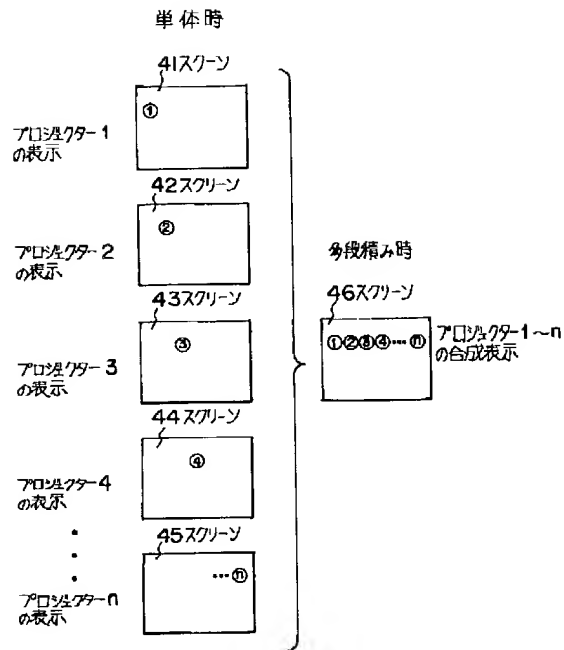 単体時
41スクリーン
①
プロジェクター1
の表示
42スクリーン
②
プロジェクター2
の表示
43スクリーン
③
プロジェクター3
の表示
44スクリーン
④
プロジェクター4
の表示
45スクリーン
…ⓝ
プロジェクターn
の表示
多段積み時
46スクリーン
①②③④…ⓝ
プロジェクター1~n
の合成表示